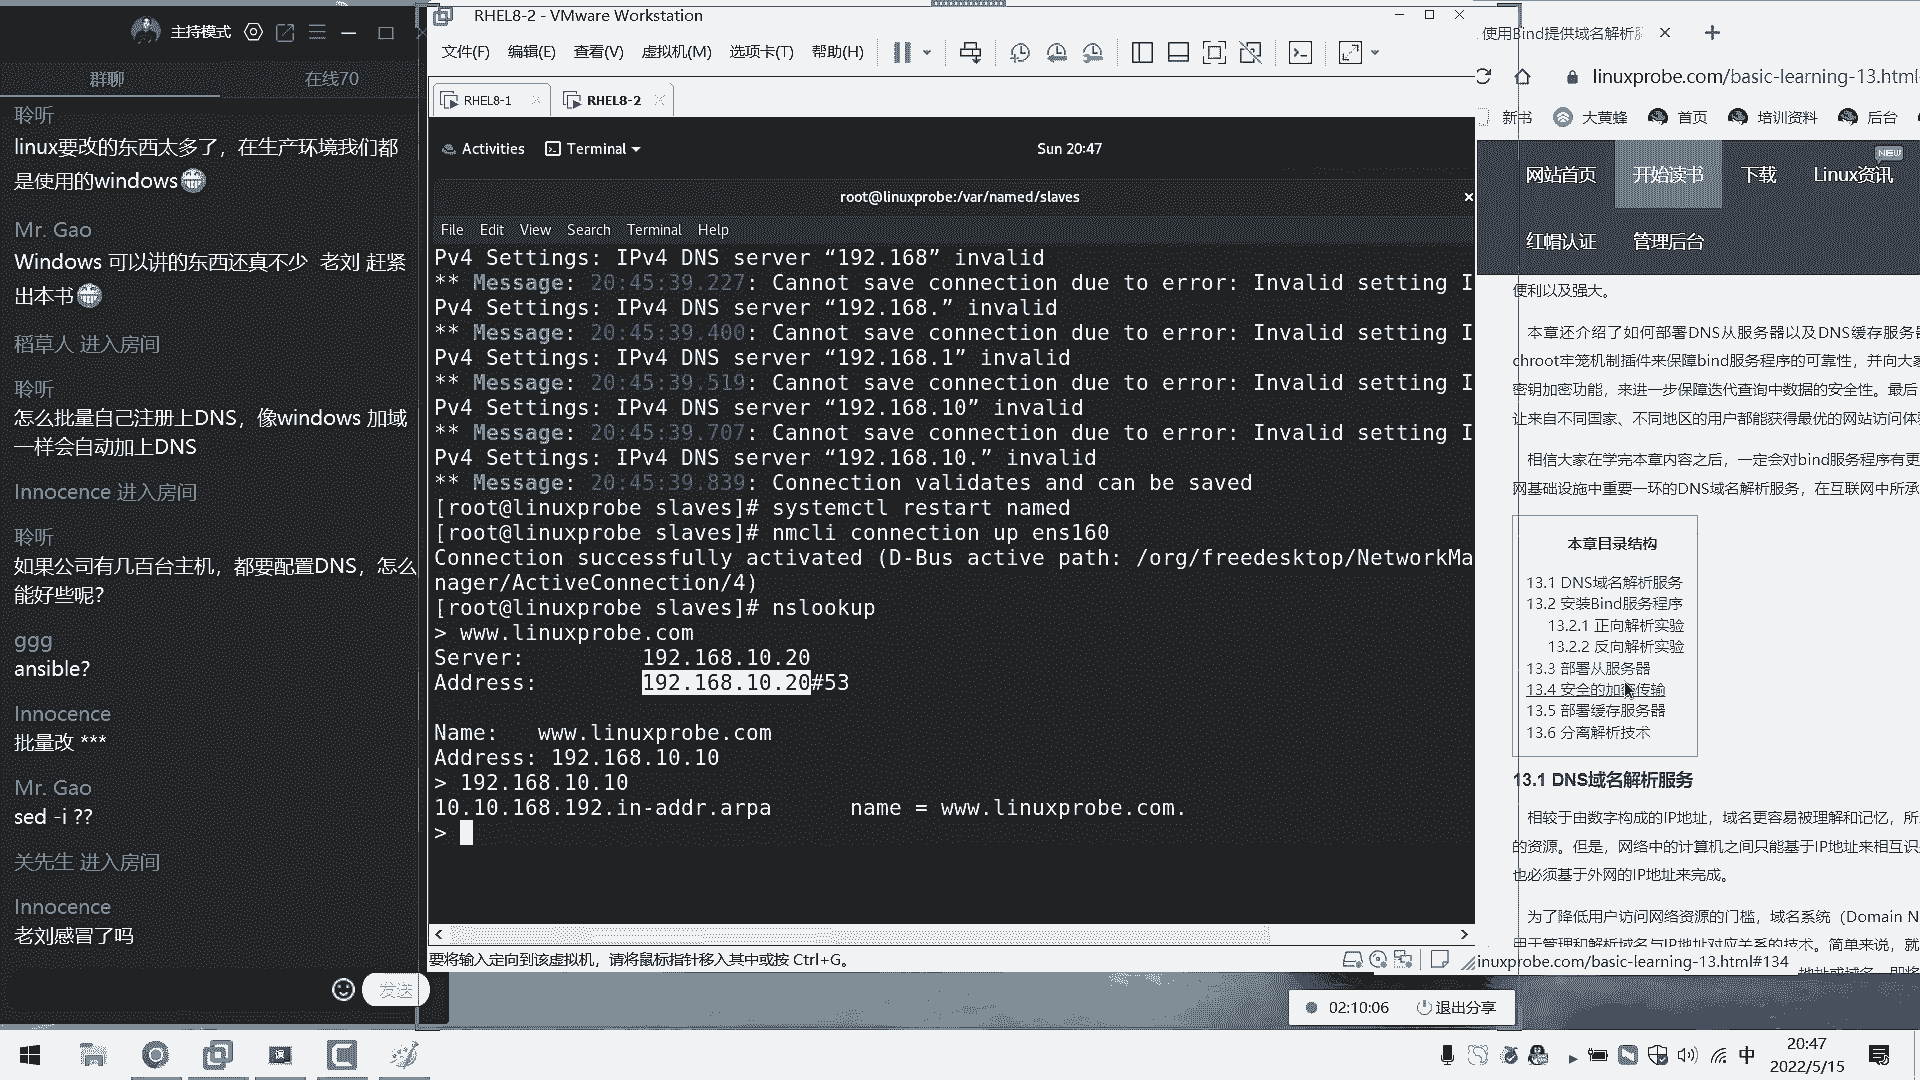 主持模式
群聊
在线70
聆听
linux要改的东西太多了，在生产环境我们都
是使用的windows
Mr. Gao
Windows 可以讲的东西还真不少 老刘 赶紧
出本书
稻草人 进入房间
聆听
怎么批量自己注册上DNS，像windows 加域
一样会自动加上DNS
Innocence 进入房间
聆听
如果公司有几百台主机，都要配置DNS，怎么
能好些呢？
ggg
ansible?
Innocence
批量改 ***
Mr. Gao
sed -i ??
关先生 进入房间
Innocence
老刘感冒了吗
发送
RHEL8-2 - VMware Workstation
文件(F) 编辑(E) 查看(V) 虚拟机(M) 选项卡(T) 帮助(H)
RHEL8-1
RHEL8-2
Activities
Terminal
Sun 20:47
root@linuxprobe:/var/named/slaves
File Edit View Search Terminal Help
Pv4 Settings: IPv4 DNS server “192.168” invalid
** Message: 20:45:39.227: Cannot save connection due to error: Invalid setting I
Pv4 Settings: IPv4 DNS server “192.168.” invalid
** Message: 20:45:39.400: Cannot save connection due to error: Invalid setting I
Pv4 Settings: IPv4 DNS server “192.168.1” invalid
** Message: 20:45:39.519: Cannot save connection due to error: Invalid setting I
Pv4 Settings: IPv4 DNS server “192.168.10” invalid
** Message: 20:45:39.707: Cannot save connection due to error: Invalid setting I
Pv4 Settings: IPv4 DNS server “192.168.10.” invalid
** Message: 20:45:39.839: Connection validates and can be saved
[root@linuxprobe slaves]# systemctl restart named
[root@linuxprobe slaves]# nmcli connection up ens160
Connection successfully activated (D-Bus active path: /org/freedesktop/NetworkMa
nager/ActiveConnection/4)
[root@linuxprobe slaves]# nslookup
> www.linuxprobe.com
Server: 192.168.10.20
Address: 192.168.10.20#53
Name: www.linuxprobe.com
Address: 192.168.10.10
> 192.168.10.10
10.10.168.192.in-addr.arpa name = www.linuxprobe.com.
>
要将输入定向到该虚拟机，请将鼠标指针移入其中或按 Ctrl+G。
使用Bind提供域名解析
linuxprobe.com/basic-learning-13.html
新书
大黄蜂
首页
培训资料
后台
网站首页
开始读书
下载
Linux资讯
NEW
红帽认证
管理后台
便利以及强大。
本章还介绍了如何部署DNS从服务器以及DNS缓存服务
chroot牢笼机制插件来保障bind服务程序的可靠性，并向大
密钥加密功能，来进一步保障迭代查询中数据的安全性。最后
让来自不同国家、不同地区的用户都能获得最优的网站访问体
相信大家在学完本章内容之后，一定会对bind服务程序有更
网基础设施中重要一环的DNS域名解析服务，在互联网中所承
本章目录结构
13.1 DNS域名解析服务
13.2 安装Bind服务程序
13.2.1 正向解析实验
13.2.2 反向解析实验
13.3 部署从服务器
13.4 安全的加密传输
13.5 部署缓存服务器
13.6 分离解析技术
13.1 DNS域名解析服务
相较于由数字构成的IP地址，域名更容易被理解和记忆，所
的资源。但是，网络中的计算机之间只能基于IP地址来相互识
也必须基于外网的IP地址来完成。
为了降低用户访问网络资源的门槛，域名系统（Domain N
用于管理和解析域名与IP地址对应关系的技术。简单来说，就
inuxprobe.com/basic-learning-13.html#134
02:10:06
退出分享
中
20:47
2022/5/15